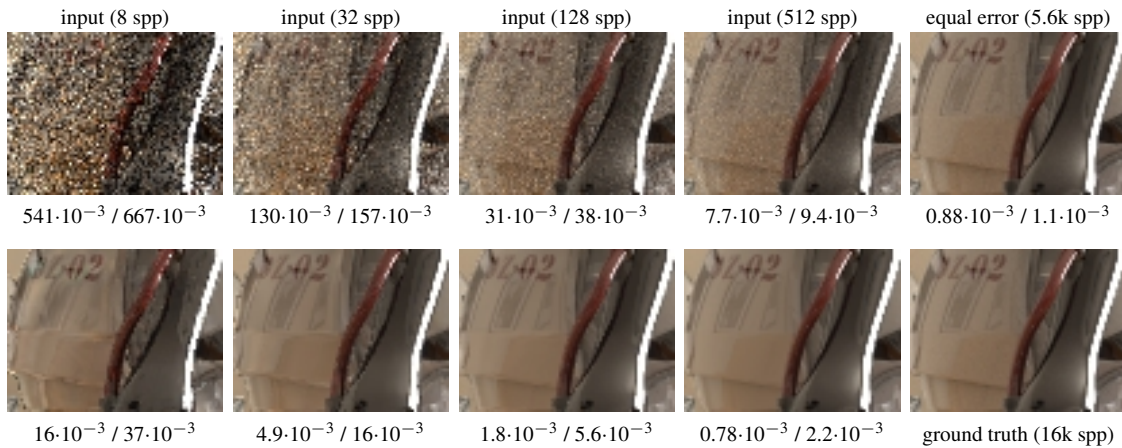 input (8 spp) input (32 spp) input (128 spp) input (512 spp) equal error (5.6k spp)
541·10⁻³ / 667·10⁻³ 130·10⁻³ / 157·10⁻³ 31·10⁻³ / 38·10⁻³ 7.7·10⁻³ / 9.4·10⁻³ 0.88·10⁻³ / 1.1·10⁻³
16·10⁻³ / 37·10⁻³ 4.9·10⁻³ / 16·10⁻³ 1.8·10⁻³ / 5.6·10⁻³ 0.78·10⁻³ / 2.2·10⁻³ ground truth (16k spp)